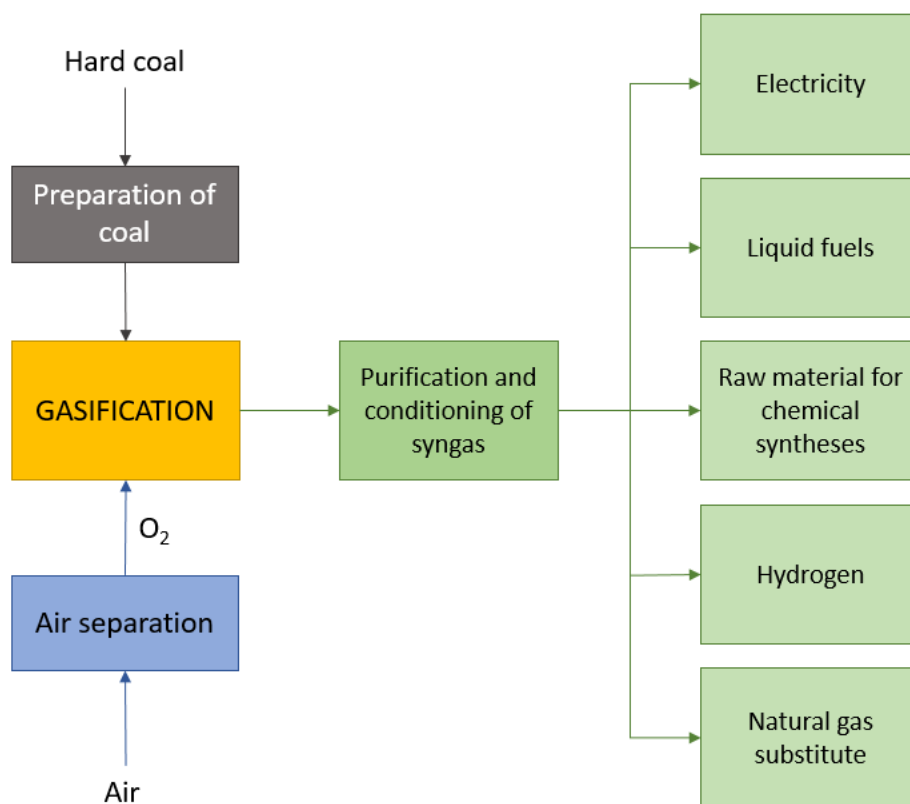 Hard coal
Preparation of
coal
GASIFICATION
O₂
Air separation
Air
Purification and
conditioning of
syngas
Electricity
Liquid fuels
Raw material for
chemical
syntheses
Hydrogen
Natural gas
substitute